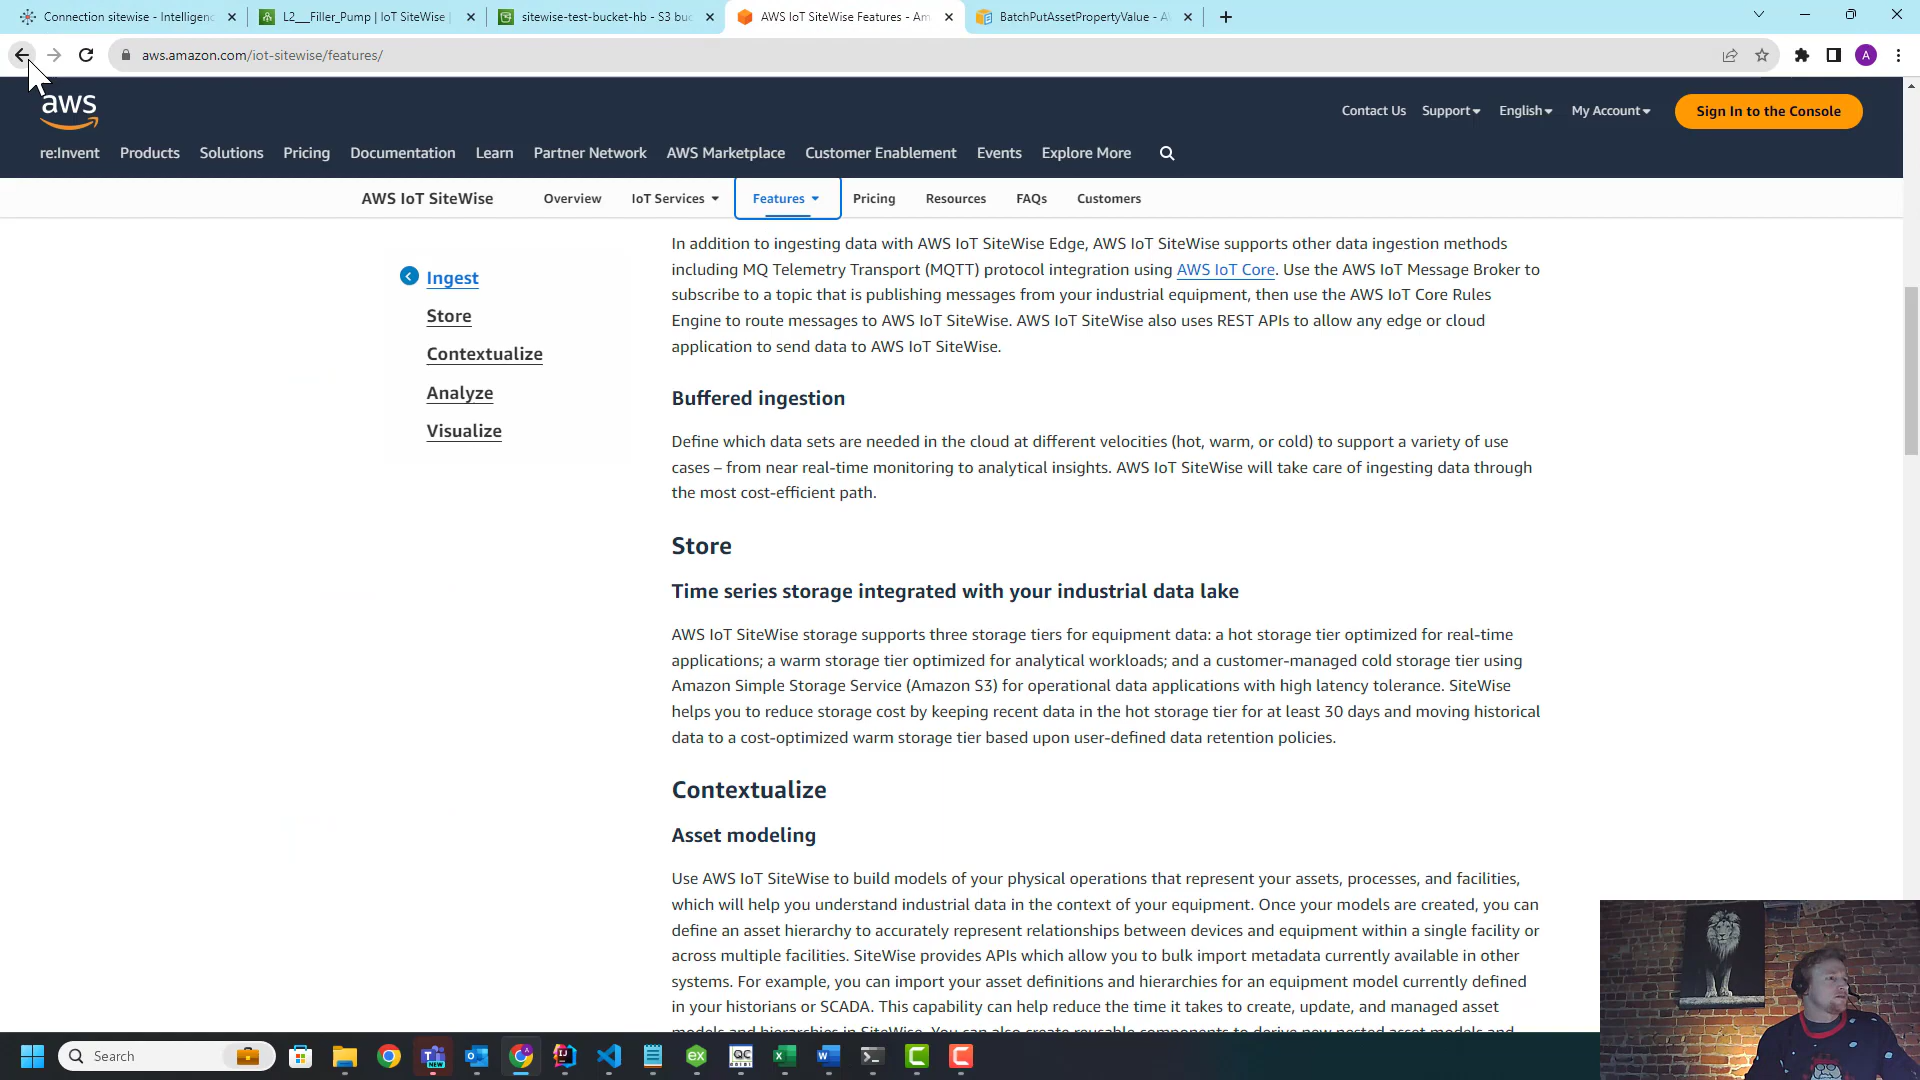 Connection sitewise - Intelligenc
L2___Filler_Pump | IoT SiteWise |
sitewise-test-bucket-hb - S3 buc
AWS IoT SiteWise Features - Am
BatchPutAssetPropertyValue - A
aws.amazon.com/iot-sitewise/features/
A
aws
Contact Us Support English My Account Sign In to the Console
re:Invent Products Solutions Pricing Documentation Learn Partner Network AWS Marketplace Customer Enablement Events Explore More
AWS IoT SiteWise Overview IoT Services Features Pricing Resources FAQs Customers
Ingest
Store
Contextualize
Analyze
Visualize
In addition to ingesting data with AWS IoT SiteWise Edge, AWS IoT SiteWise supports other data ingestion methods
including MQ Telemetry Transport (MQTT) protocol integration using AWS IoT Core. Use the AWS IoT Message Broker to
subscribe to a topic that is publishing messages from your industrial equipment, then use the AWS IoT Core Rules
Engine to route messages to AWS IoT SiteWise. AWS IoT SiteWise also uses REST APIs to allow any edge or cloud
application to send data to AWS IoT SiteWise.
Buffered ingestion
Define which data sets are needed in the cloud at different velocities (hot, warm, or cold) to support a variety of use
cases – from near real-time monitoring to analytical insights. AWS IoT SiteWise will take care of ingesting data through
the most cost-efficient path.
Store
Time series storage integrated with your industrial data lake
AWS IoT SiteWise storage supports three storage tiers for equipment data: a hot storage tier optimized for real-time
applications; a warm storage tier optimized for analytical workloads; and a customer-managed cold storage tier using
Amazon Simple Storage Service (Amazon S3) for operational data applications with high latency tolerance. SiteWise
helps you to reduce storage cost by keeping recent data in the hot storage tier for at least 30 days and moving historical
data to a cost-optimized warm storage tier based upon user-defined data retention policies.
Contextualize
Asset modeling
Use AWS IoT SiteWise to build models of your physical operations that represent your assets, processes, and facilities,
which will help you understand industrial data in the context of your equipment. Once your models are created, you can
define an asset hierarchy to accurately represent relationships between devices and equipment within a single facility or
across multiple facilities. SiteWise provides APIs which allow you to bulk import metadata currently available in other
systems. For example, you can import your asset definitions and hierarchies for an equipment model currently defined
in your historians or SCADA. This capability can help reduce the time it takes to create, update, and managed asset
models and hierarchies in SiteWise. You can also create reusable components to derive new nested asset models and
Search